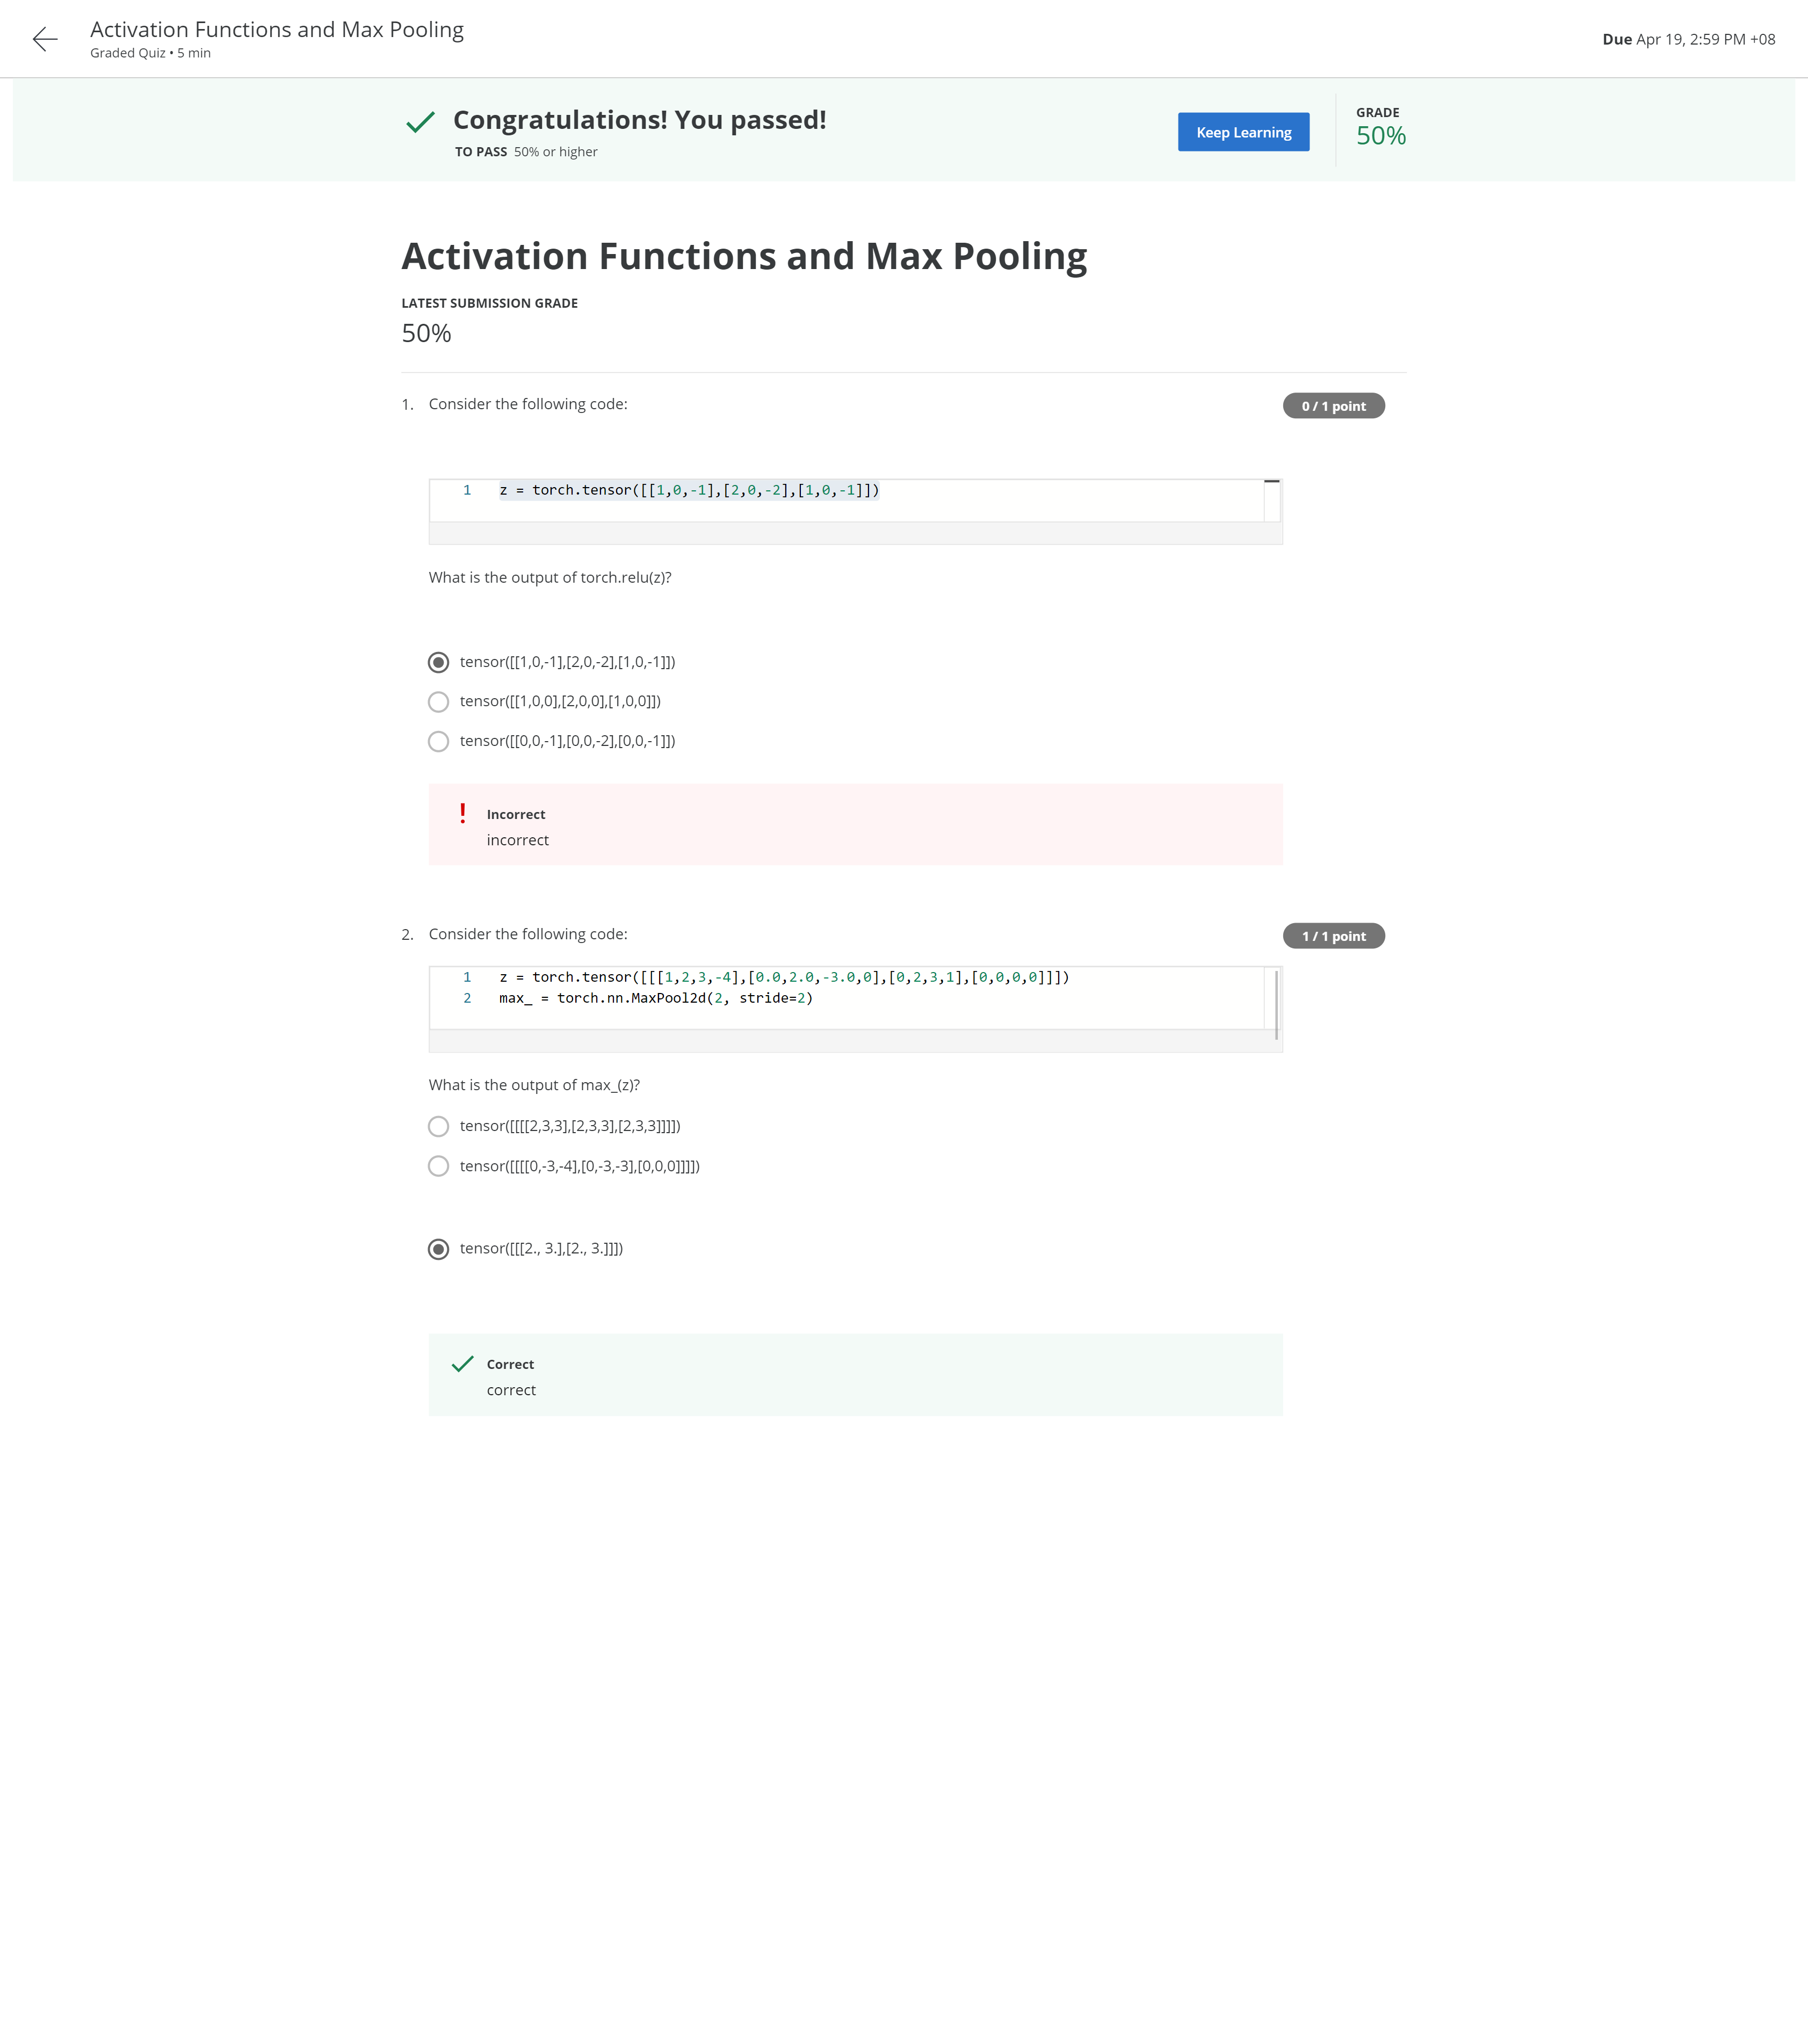 Activation Functions and Max Pooling
Graded Quiz • 5 min
Due Apr 19, 2:59 PM +08
Congratulations! You passed!
TO PASS 50% or higher
Keep Learning
GRADE
50%
Activation Functions and Max Pooling
LATEST SUBMISSION GRADE
50%
1. Consider the following code:
0 / 1 point
1 z = torch.tensor([[1,0,-1],[2,0,-2],[1,0,-1]])
What is the output of torch.relu(z)?
tensor([[1,0,-1],[2,0,-2],[1,0,-1]])
tensor([[1,0,0],[2,0,0],[1,0,0]])
tensor([[0,0,-1],[0,0,-2],[0,0,-1]])
Incorrect
incorrect
2. Consider the following code:
1 / 1 point
1 z = torch.tensor([[[1,2,3,-4],[0.0,2.0,-3.0,0],[0,2,3,1],[0,0,0,0]]])
2 max_ = torch.nn.MaxPool2d(2, stride=2)
What is the output of max_(z)?
tensor([[[[2,3,3],[2,3,3],[2,3,3]]]])
tensor([[[[0,-3,-4],[0,-3,-3],[0,0,0]]]])
tensor([[[2., 3.],[2., 3.]]])
Correct
correct